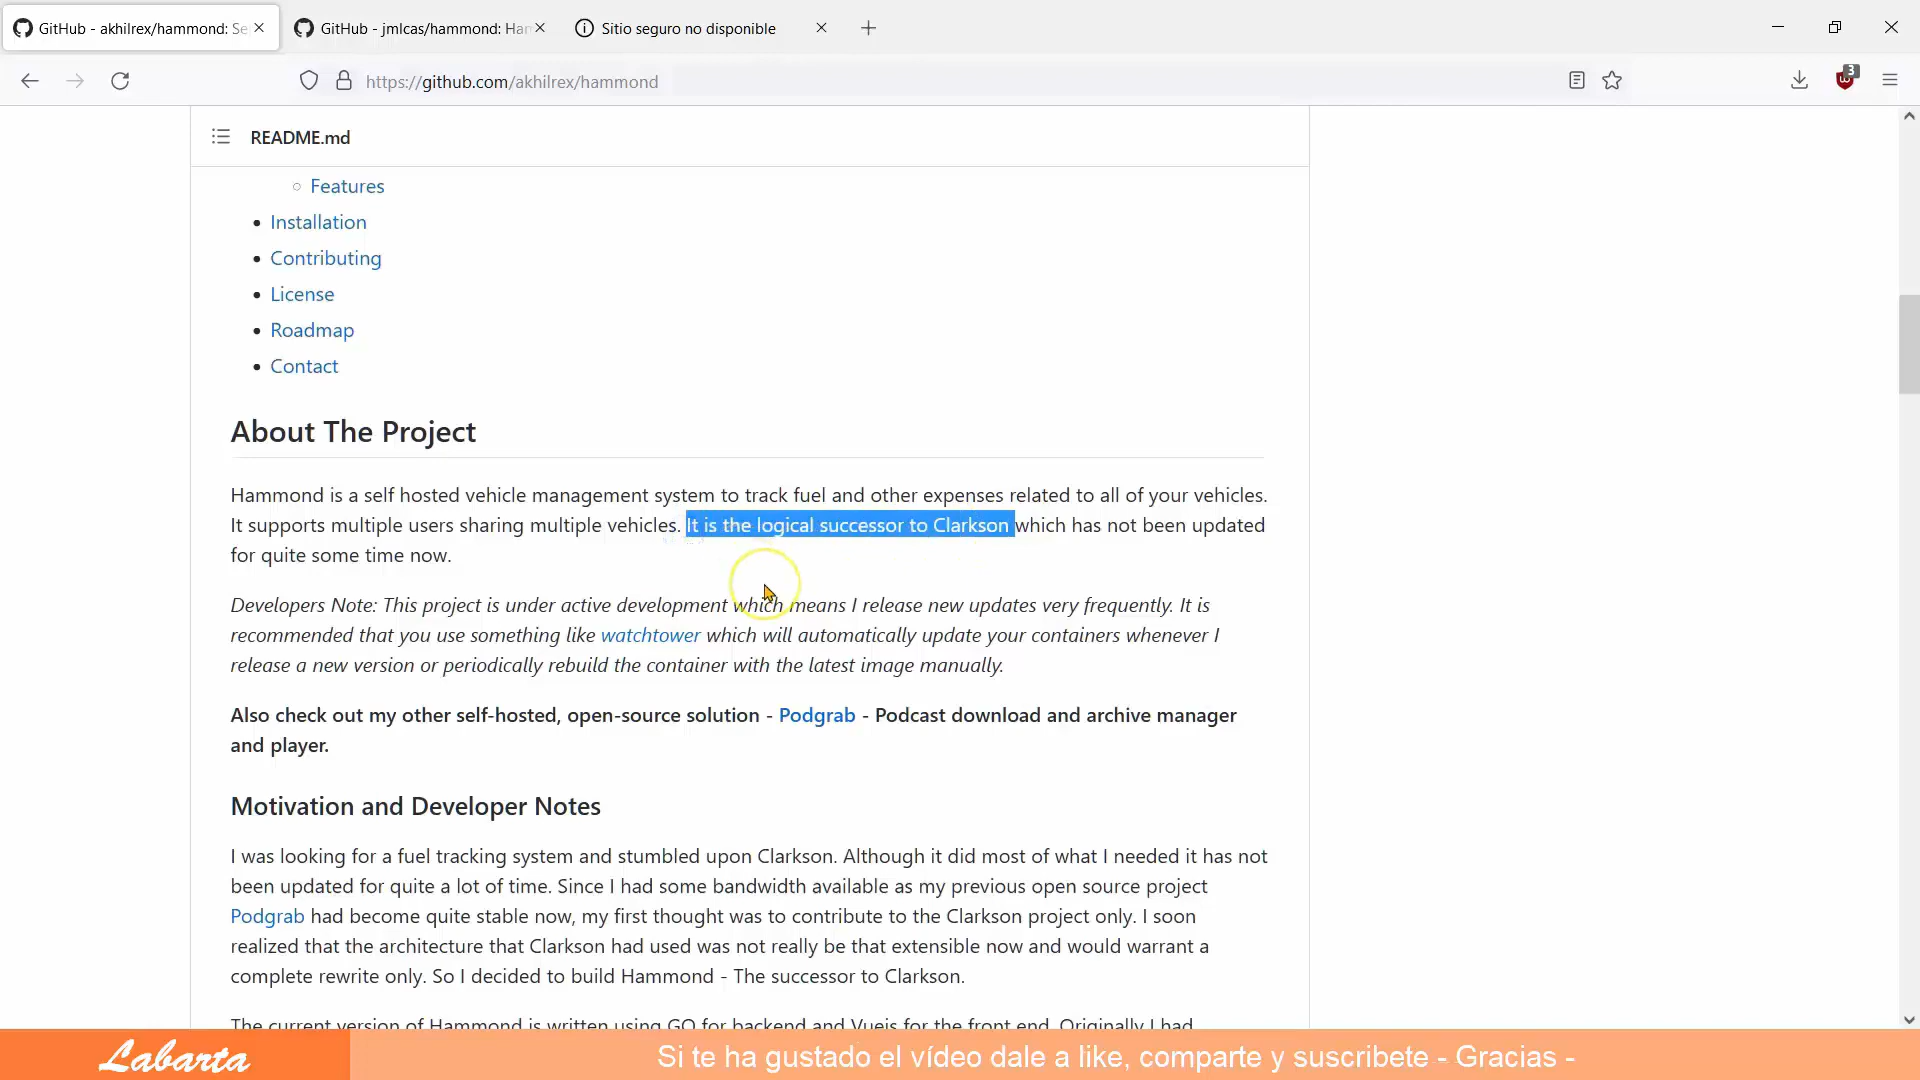 GitHub - akhilrex/hammond: Se
GitHub - jmlcas/hammond: Han
Sitio seguro no disponible
https://github.com/akhilrex/hammond
3
README.md
Features
Installation
Contributing
License
Roadmap
Contact
About The Project
Hammond is a self hosted vehicle management system to track fuel and other expenses related to all of your vehicles.
It supports multiple users sharing multiple vehicles. It is the logical successor to Clarkson which has not been updated
for quite some time now.
Developers Note: This project is under active development which means I release new updates very frequently. It is
recommended that you use something like watchtower which will automatically update your containers whenever I
release a new version or periodically rebuild the container with the latest image manually.
Also check out my other self-hosted, open-source solution - Podgrab - Podcast download and archive manager
and player.
Motivation and Developer Notes
I was looking for a fuel tracking system and stumbled upon Clarkson. Although it did most of what I needed it has not
been updated for quite a lot of time. Since I had some bandwidth available as my previous open source project
Podgrab had become quite stable now, my first thought was to contribute to the Clarkson project only. I soon
realized that the architecture that Clarkson had used was not really be that extensible now and would warrant a
complete rewrite only. So I decided to build Hammond - The successor to Clarkson.
The current version of Hammond is written using GO for backend and Vuejs for the front end. Originally I had
Labarta
Si te ha gustado el vídeo dale a like, comparte y suscribete - Gracias -